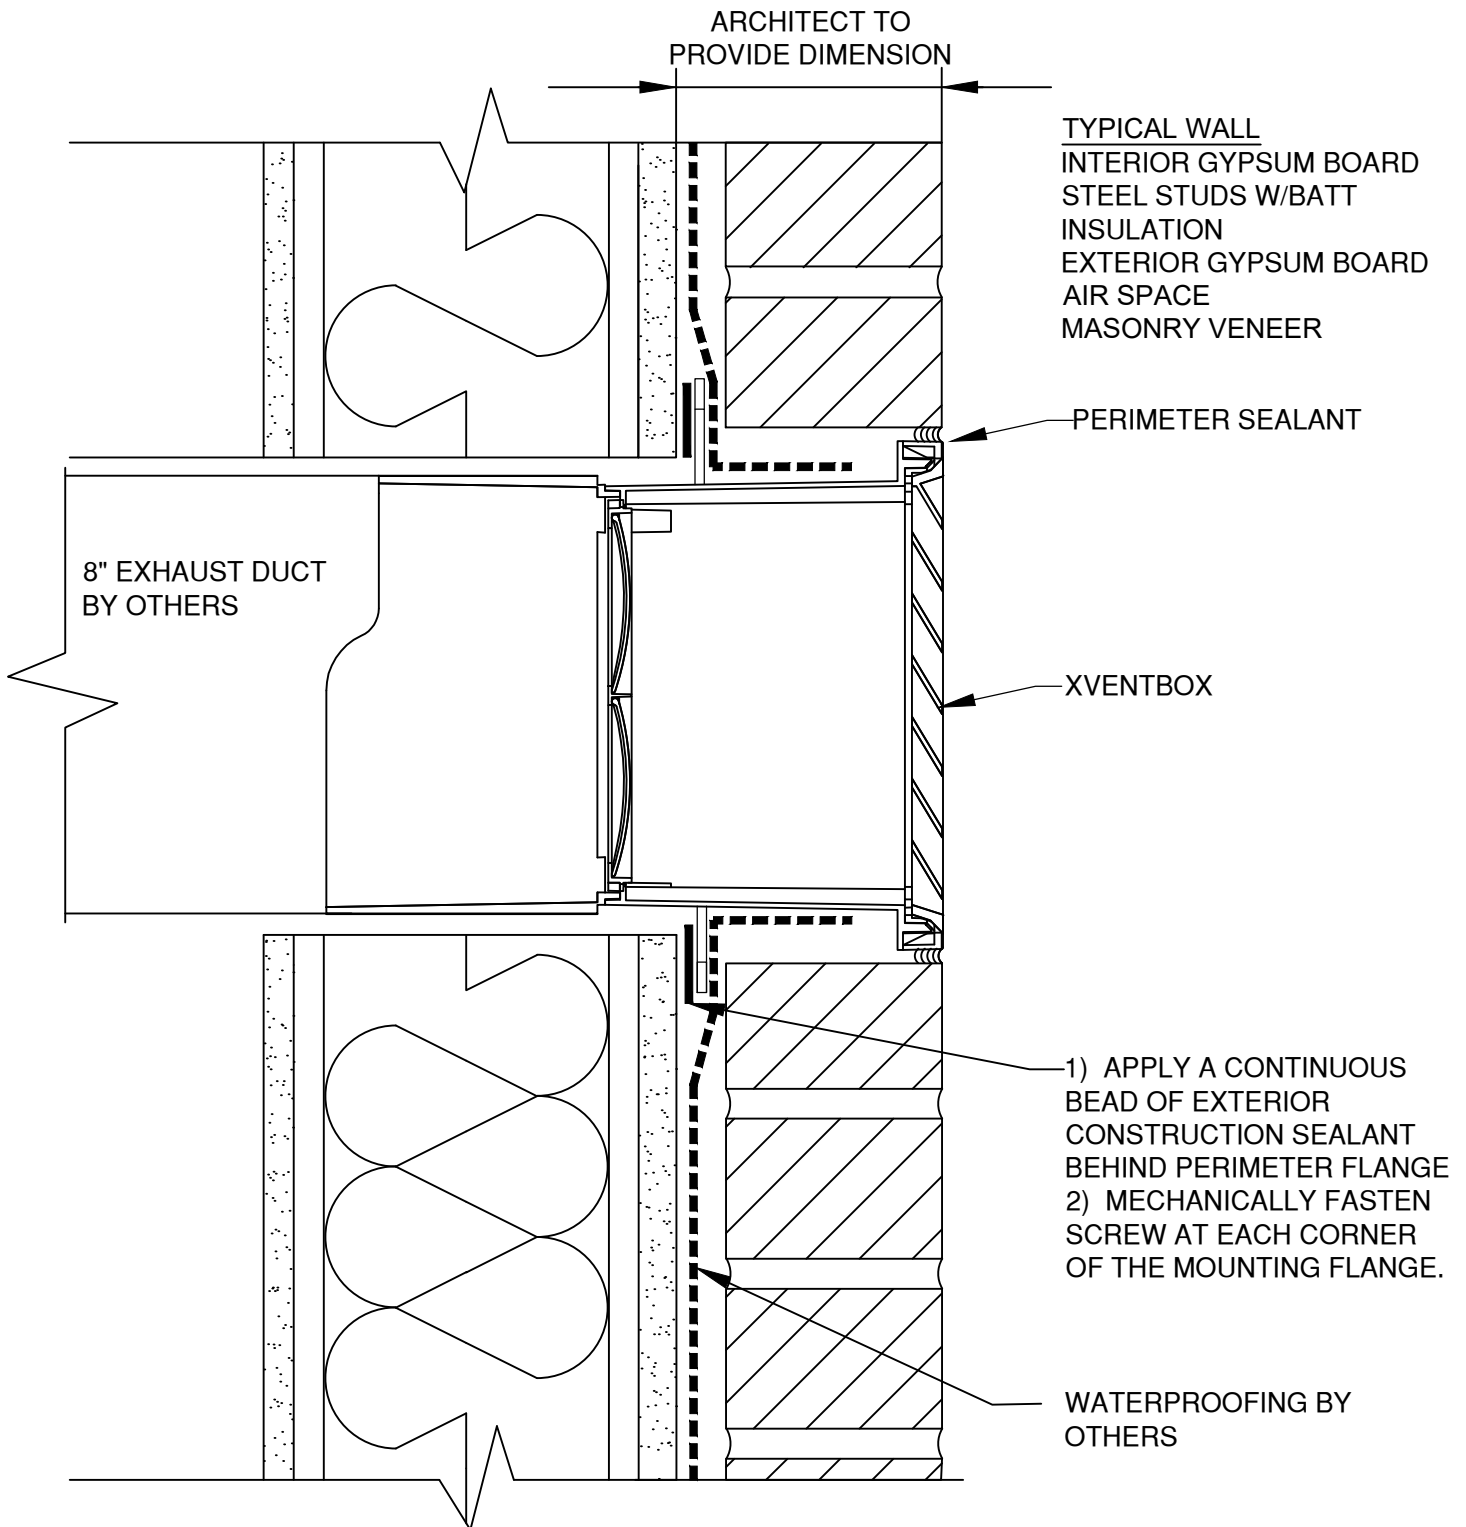 ARCHITECT TO
PROVIDE DIMENSION
TYPICAL WALL
INTERIOR GYPSUM BOARD
STEEL STUDS W/BATT
INSULATION
EXTERIOR GYPSUM BOARD
AIR SPACE
MASONRY VENEER
PERIMETER SEALANT
8" EXHAUST DUCT
BY OTHERS
XVENTBOX
1) APPLY A CONTINUOUS
BEAD OF EXTERIOR
CONSTRUCTION SEALANT
BEHIND PERIMETER FLANGE
2) MECHANICALLY FASTEN
SCREW AT EACH CORNER
OF THE MOUNTING FLANGE.
WATERPROOFING BY
OTHERS